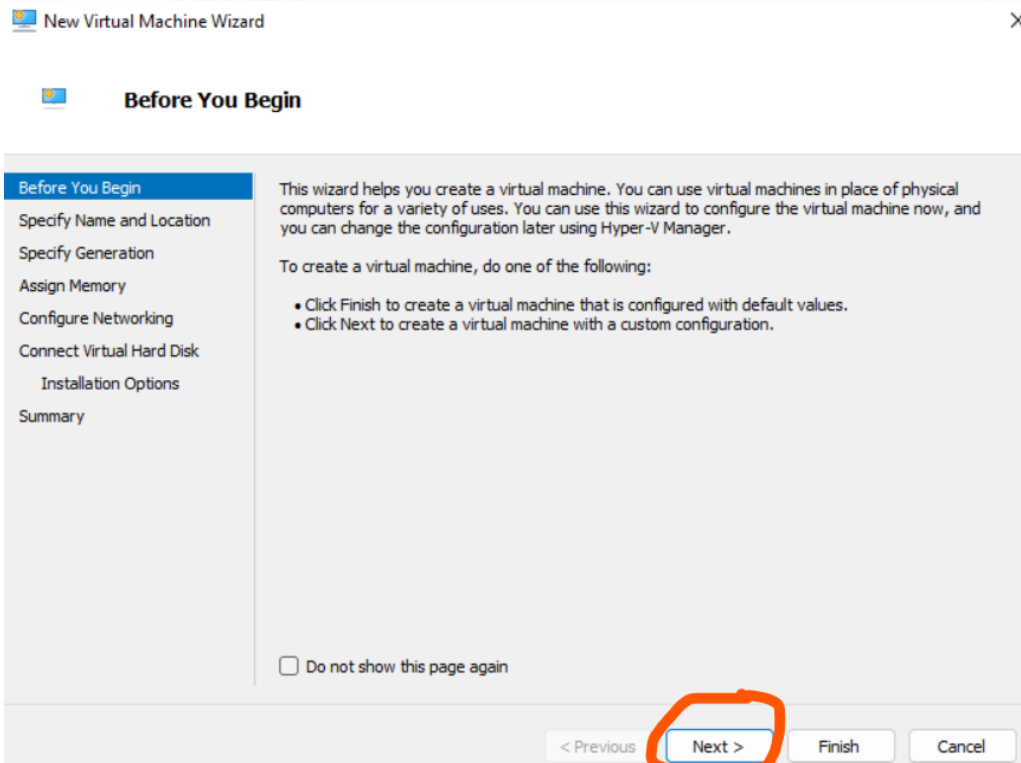 New Virtual Machine Wizard
Before You Begin
Before You Begin
Specify Name and Location
Specify Generation
Assign Memory
Configure Networking
Connect Virtual Hard Disk
Installation Options
Summary
This wizard helps you create a virtual machine. You can use virtual machines in place of physical
computers for a variety of uses. You can use this wizard to configure the virtual machine now, and
you can change the configuration later using Hyper-V Manager.
To create a virtual machine, do one of the following:
• Click Finish to create a virtual machine that is configured with default values.
• Click Next to create a virtual machine with a custom configuration.
Do not show this page again
< Previous
Next >
Finish
Cancel